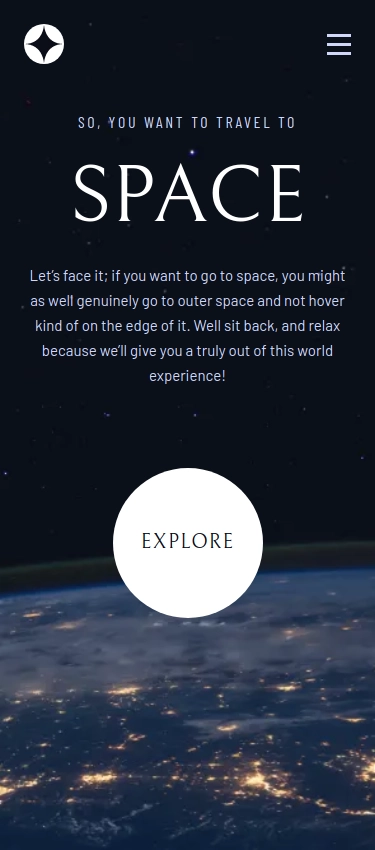 SO, YOU WANT TO TRAVEL TO
SPACE
Let’s face it; if you want to go to space, you might
as well genuinely go to outer space and not hover
kind of on the edge of it. Well sit back, and relax
because we’ll give you a truly out of this world
experience!
EXPLORE